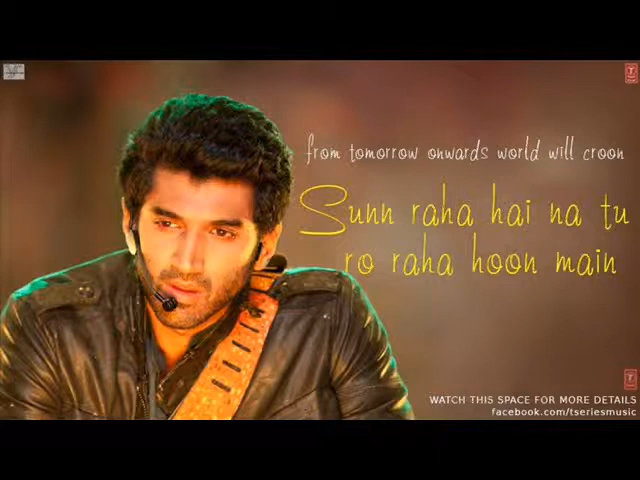 from tomorrow onwards world will croon
Sunn raha hai na tu
ro raha hoon main
WATCH THIS SPACE FOR MORE DETAILS
facebook.com/tseriesmusic